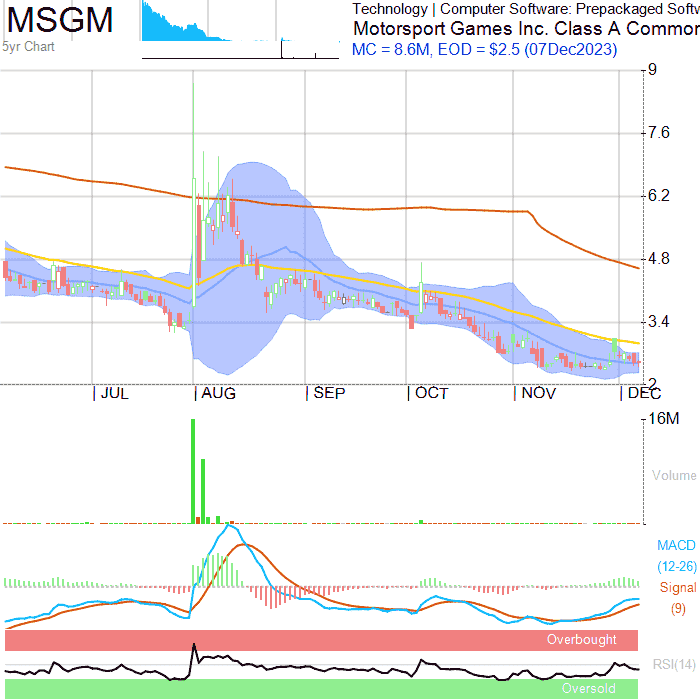 MSGM
5yr Chart
Technology | Computer Software: Prepackaged Softw
Motorsport Games Inc. Class A Common
MC = 8.6M, EOD = $2.5 (07Dec2023)
9
7.6
6.2
4.8
3.4
2
JUL AUG SEP OCT NOV DEC
16M
Volume
MACD
(12-26)
Signal
(9)
Overbought
RSI(14)
Oversold